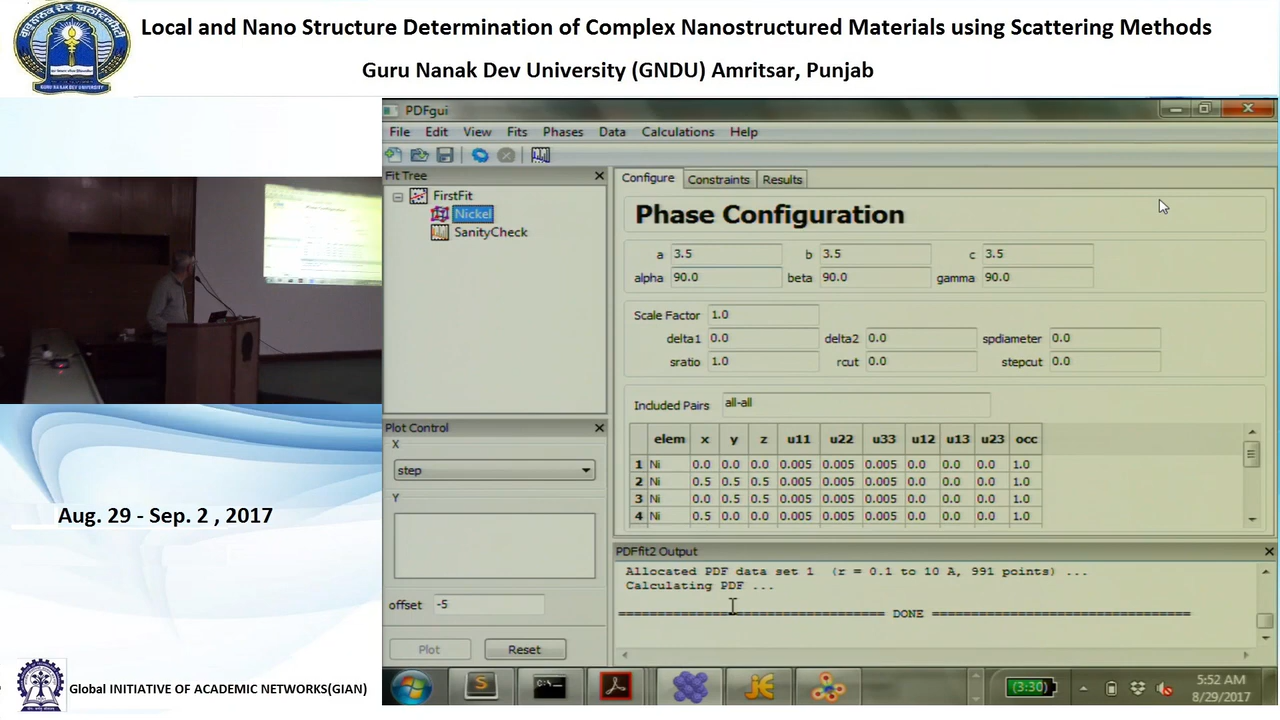 Local and Nano Structure Determination of Complex Nanostructured Materials using Scattering Methods
Guru Nanak Dev University (GNDU) Amritsar, Punjab
PDFgui
File Edit View Fits Phases Data Calculations Help
Fit Tree
FirstFit
Nickel
SanityCheck
Configure Constraints Results
Phase Configuration
a 3.5 b 3.5 c 3.5
alpha 90.0 beta 90.0 gamma 90.0
Scale Factor 1.0
delta1 0.0 delta2 0.0 spdiameter 0.0
sratio 1.0 rcut 0.0 stepcut 0.0
Included Pairs all-all
elem x y z u11 u22 u33 u12 u13 u23 occ
1 Ni 0.0 0.0 0.0 0.005 0.005 0.005 0.0 0.0 0.0 1.0
2 Ni 0.5 0.5 0.5 0.005 0.005 0.005 0.0 0.0 0.0 1.0
3 Ni 0.0 0.5 0.5 0.005 0.005 0.005 0.0 0.0 0.0 1.0
4 Ni 0.5 0.0 0.0 0.005 0.005 0.005 0.0 0.0 0.0 1.0
Plot Control
X
step
Y
offset -5
Plot Reset
PDFfit2 Output
Allocated PDF data set 1 (r = 0.1 to 10 A, 991 points) ...
Calculating PDF ...
DONE
(3:30)
5:52 AM
8/29/2017
Aug. 29 - Sep. 2 , 2017
Global INITIATIVE OF ACADEMIC NETWORKS(GIAN)